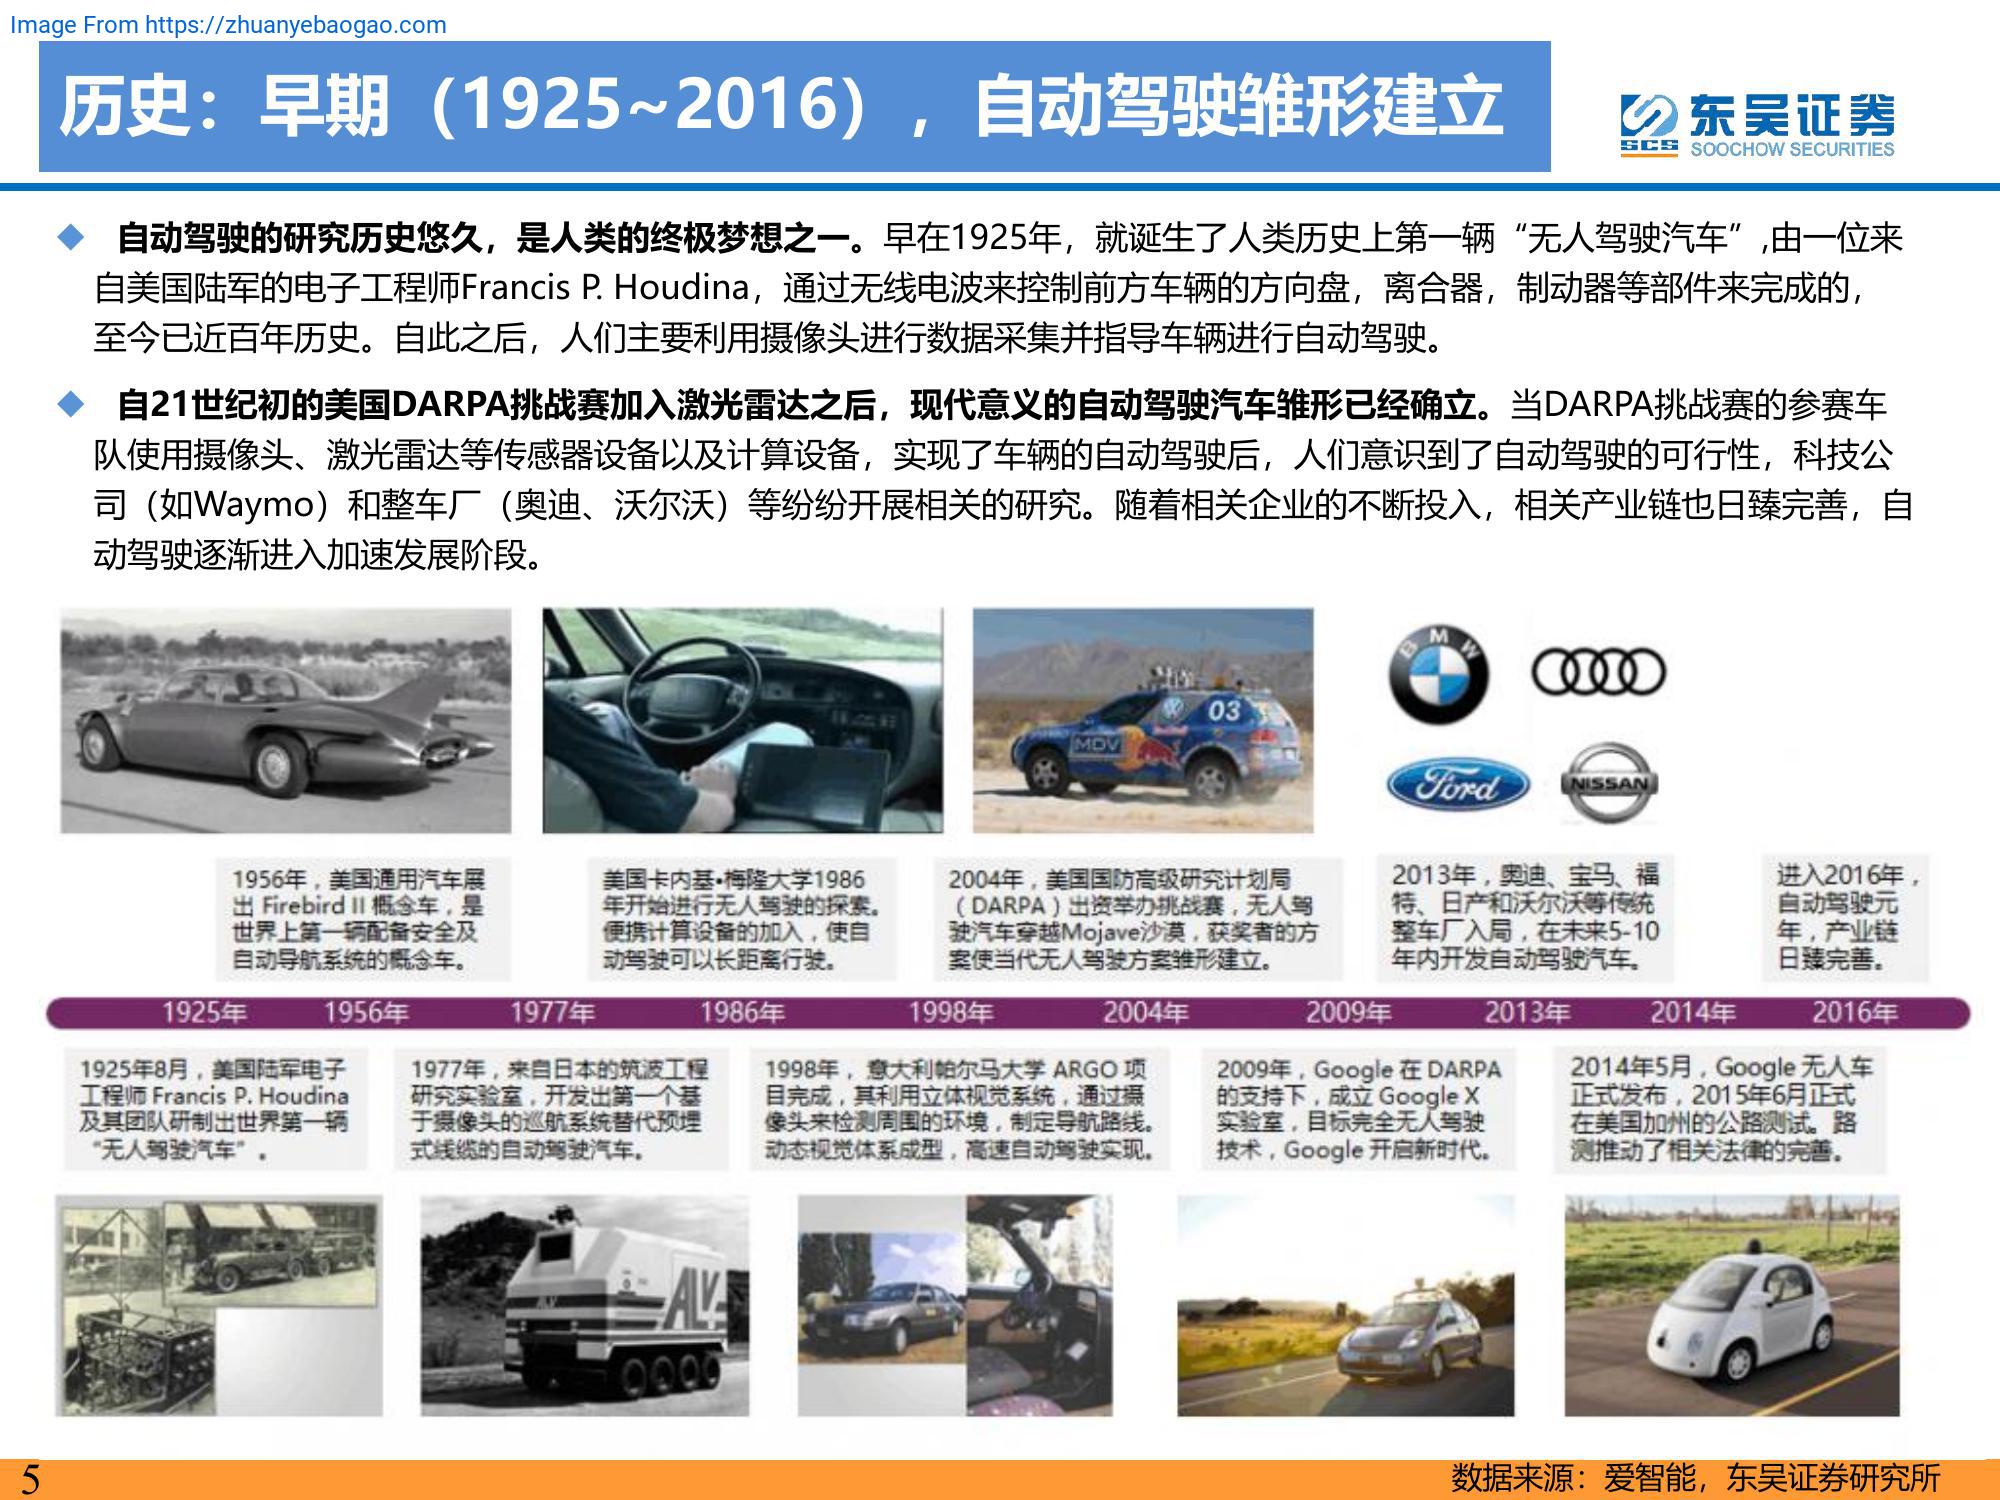 Image From https://zhuanyebaogao.com
历史：早期（1925~2016），自动驾驶雏形建立
东吴证券
SCS SOOCHOW SECURITIES
自动驾驶的研究历史悠久，是人类的终极梦想之一。早在1925年，就诞生了人类历史上第一辆“无人驾驶汽车”,由一位来
自美国陆军的电子工程师Francis P. Houdina，通过无线电波来控制前方车辆的方向盘，离合器，制动器等部件来完成的，
至今已近百年历史。自此之后，人们主要利用摄像头进行数据采集并指导车辆进行自动驾驶。
自21世纪初的美国DARPA挑战赛加入激光雷达之后，现代意义的自动驾驶汽车雏形已经确立。当DARPA挑战赛的参赛车
队使用摄像头、激光雷达等传感器设备以及计算设备，实现了车辆的自动驾驶后，人们意识到了自动驾驶的可行性，科技公
司（如Waymo）和整车厂（奥迪、沃尔沃）等纷纷开展相关的研究。随着相关企业的不断投入，相关产业链也日臻完善，自
动驾驶逐渐进入加速发展阶段。
03
MDV
BMW
Ford
NISSAN
1956年，美国通用汽车展
出 Firebird II 概念车，是
世界上第一辆配备安全及
自动导航系统的概念车。
美国卡内基•梅隆大学1986
年开始进行无人驾驶的探索。
便携计算设备的加入，使自
动驾驶可以长距离行驶。
2004年，美国国防高级研究计划局
（DARPA）出资举办挑战赛，无人驾
驶汽车穿越Mojave沙漠，获奖者的方
案使当代无人驾驶方案雏形建立。
2013年，奥迪、宝马、福
特、日产和沃尔沃等传统
整车厂入局，在未来5-10
年内开发自动驾驶汽车。
进入2016年，
自动驾驶元
年，产业链
日臻完善。
1925年 1956年 1977年 1986年 1998年 2004年 2009年 2013年 2014年 2016年
1925年8月，美国陆军电子
工程师 Francis P. Houdina
及其团队研制出世界第一辆
“无人驾驶汽车”。
1977年，来自日本的筑波工程
研究实验室，开发出第一个基
于摄像头的巡航系统替代预埋
式线缆的自动驾驶汽车。
1998年，意大利帕尔马大学 ARGO 项
目完成，其利用立体视觉系统，通过摄
像头来检测周围的环境，制定导航路线。
动态视觉体系成型，高速自动驾驶实现。
2009年，Google 在 DARPA
的支持下，成立 Google X
实验室，目标完全无人驾驶
技术，Google 开启新时代。
2014年5月，Google 无人车
正式发布，2015年6月正式
在美国加州的公路测试。路
测推动了相关法律的完善。
ALV
ALV
5
数据来源：爱智能，东吴证券研究所